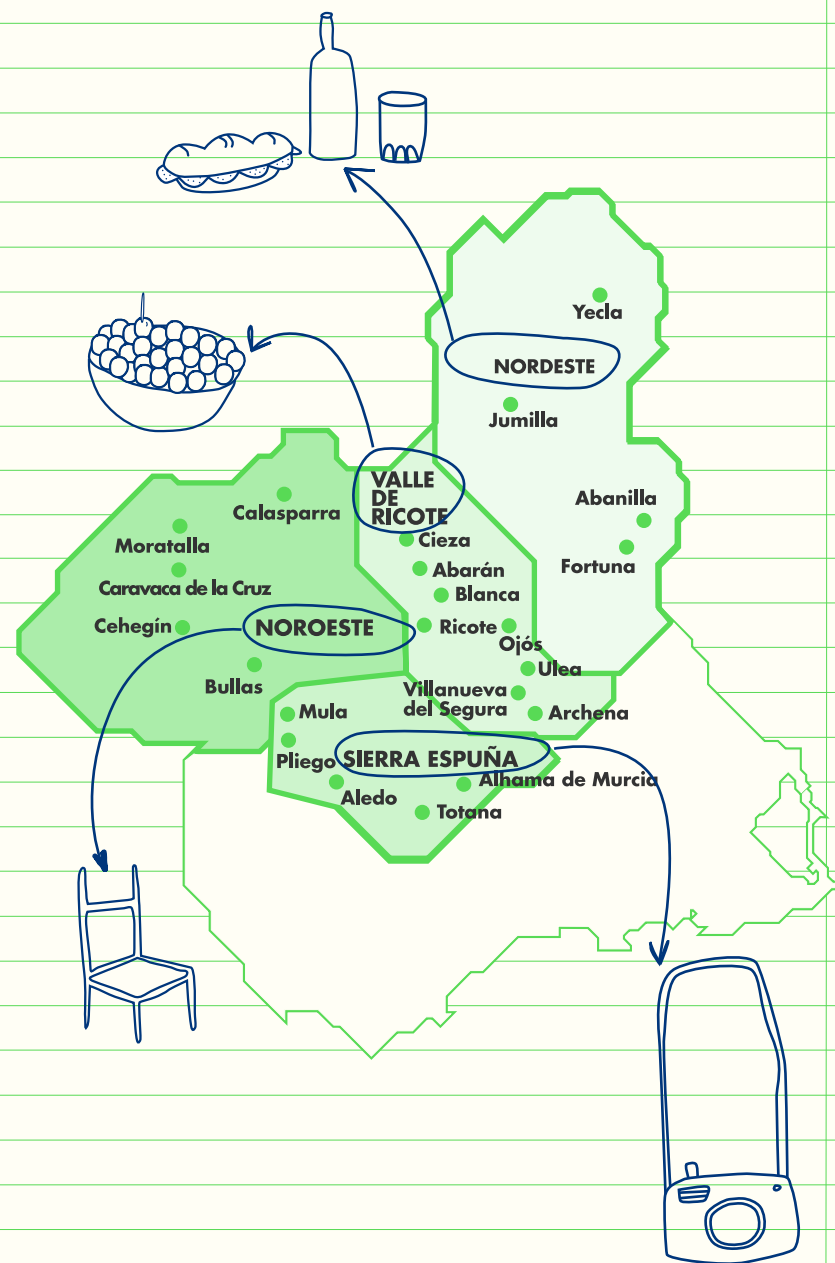 Yecla
NORDESTE
Jumilla
VALLE
DE
RICOTE
Abanilla
Calasparra
Cieza
Moratalla
Fortuna
Abarán
Caravaca de la Cruz
Blanca
Cehegín
NOROESTE
Ricote
Ojós
Ulea
Bullas
Villanueva
del Segura
Mula
Archena
Pliego
SIERRA ESPUÑA
Alhama de Murcia
Aledo
Totana